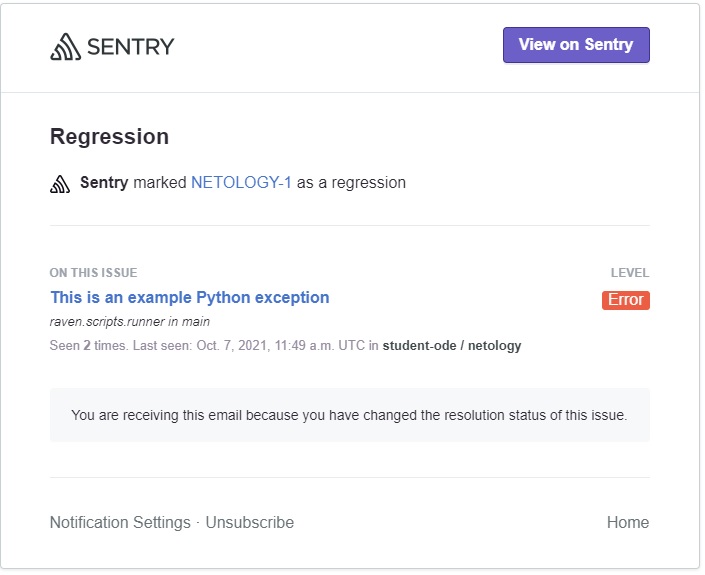 SENTRY
View on Sentry
Regression
Sentry marked NETOLOGY-1 as a regression
ON THIS ISSUE
LEVEL
This is an example Python exception
Error
raven.scripts.runner in main
Seen 2 times. Last seen: Oct. 7, 2021, 11:49 a.m. UTC in student-ode / netology
You are receiving this email because you have changed the resolution status of this issue.
Notification Settings · Unsubscribe
Home